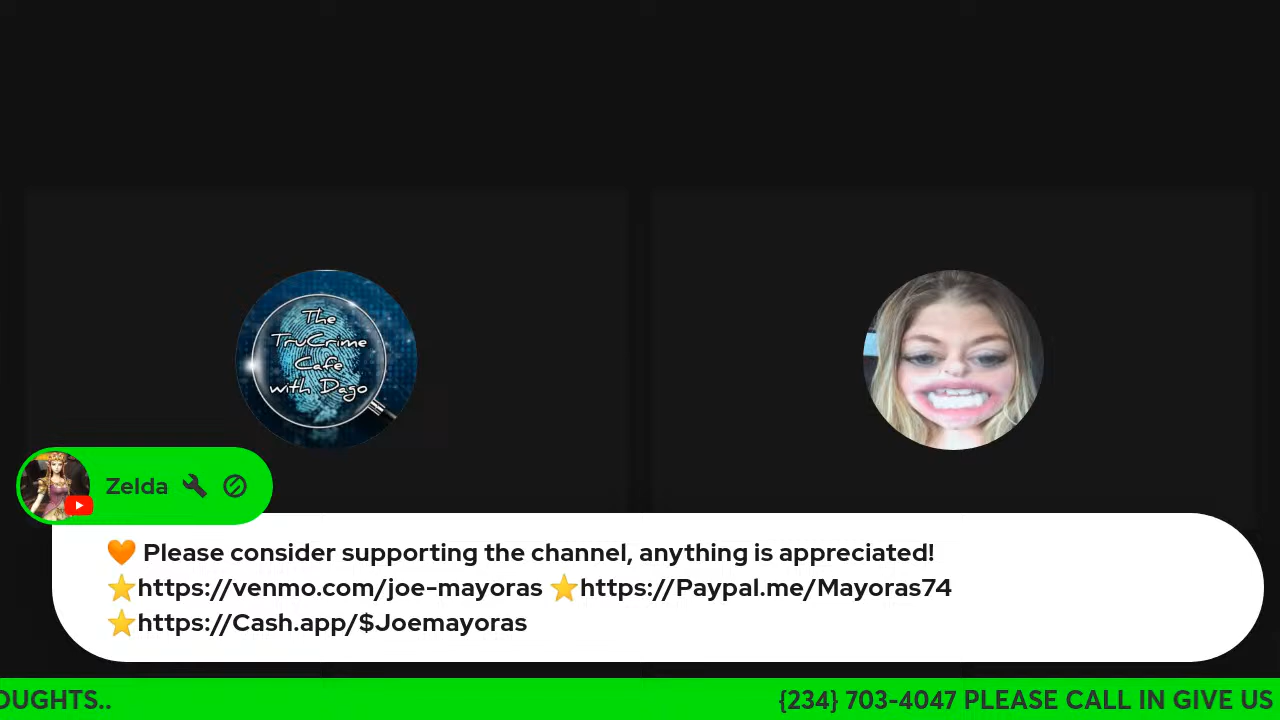 The
TruCrime
Cafe
with Dago
Zelda
🧡 Please consider supporting the channel, anything is appreciated!
⭐https://venmo.com/joe-mayoras ⭐https://Paypal.me/Mayoras74
⭐https://Cash.app/$Joemayoras
OUGHTS.. {234} 703-4047 PLEASE CALL IN GIVE US